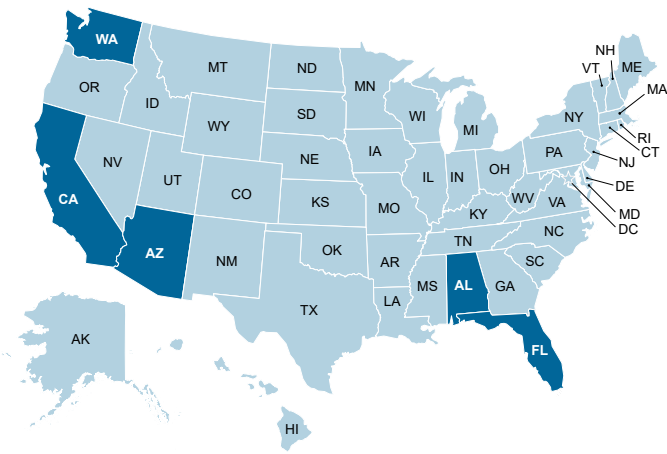 WA
OR
CA
NV
ID
MT
WY
UT
AZ
CO
NM
ND
SD
NE
KS
OK
TX
MN
IA
MO
AR
LA
WI
IL
MI
IN
OH
KY
TN
MS
AL
GA
FL
SC
NC
VA
WV
PA
NY
VT
NH
ME
MA
RI
CT
NJ
DE
MD
DC
AK
HI